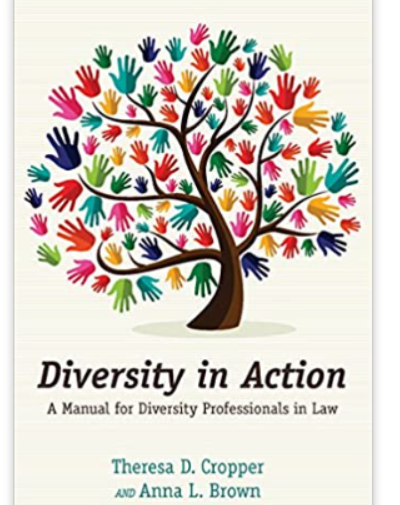 Diversity in Action
A Manual for Diversity Professionals in Law
Theresa D. Cropper
AND Anna L. Brown